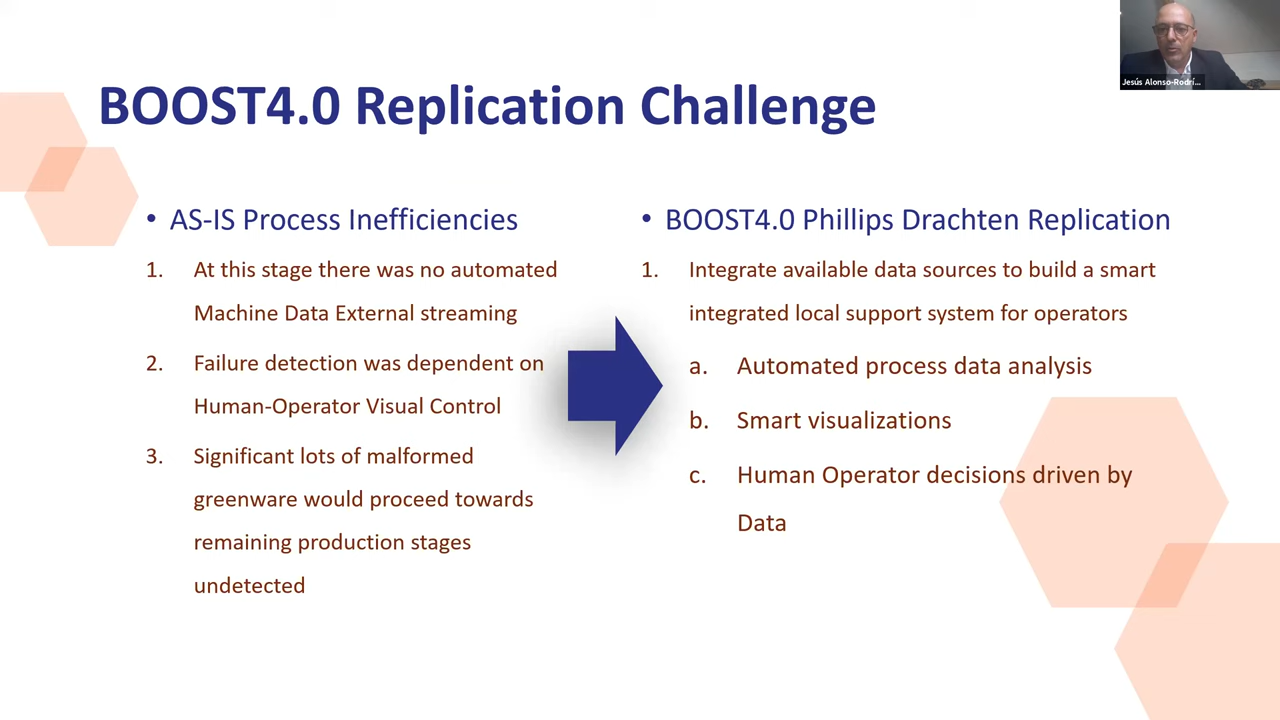 Jesús Alonso-Rodrí...
BOOST4.0 Replication Challenge
• AS-IS Process Inefficiencies
1. At this stage there was no automated
Machine Data External streaming
2. Failure detection was dependent on
Human-Operator Visual Control
3. Significant lots of malformed
greenware would proceed towards
remaining production stages
undetected
• BOOST4.0 Phillips Drachten Replication
1. Integrate available data sources to build a smart
integrated local support system for operators
a. Automated process data analysis
b. Smart visualizations
c. Human Operator decisions driven by
Data